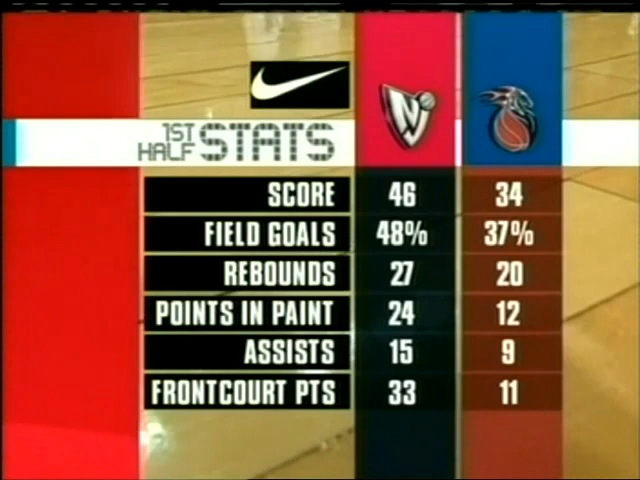 1ST
HALF STATS
SCORE 46 34
FIELD GOALS 48% 37%
REBOUNDS 27 20
POINTS IN PAINT 24 12
ASSISTS 15 9
FRONTCOURT PTS 33 11